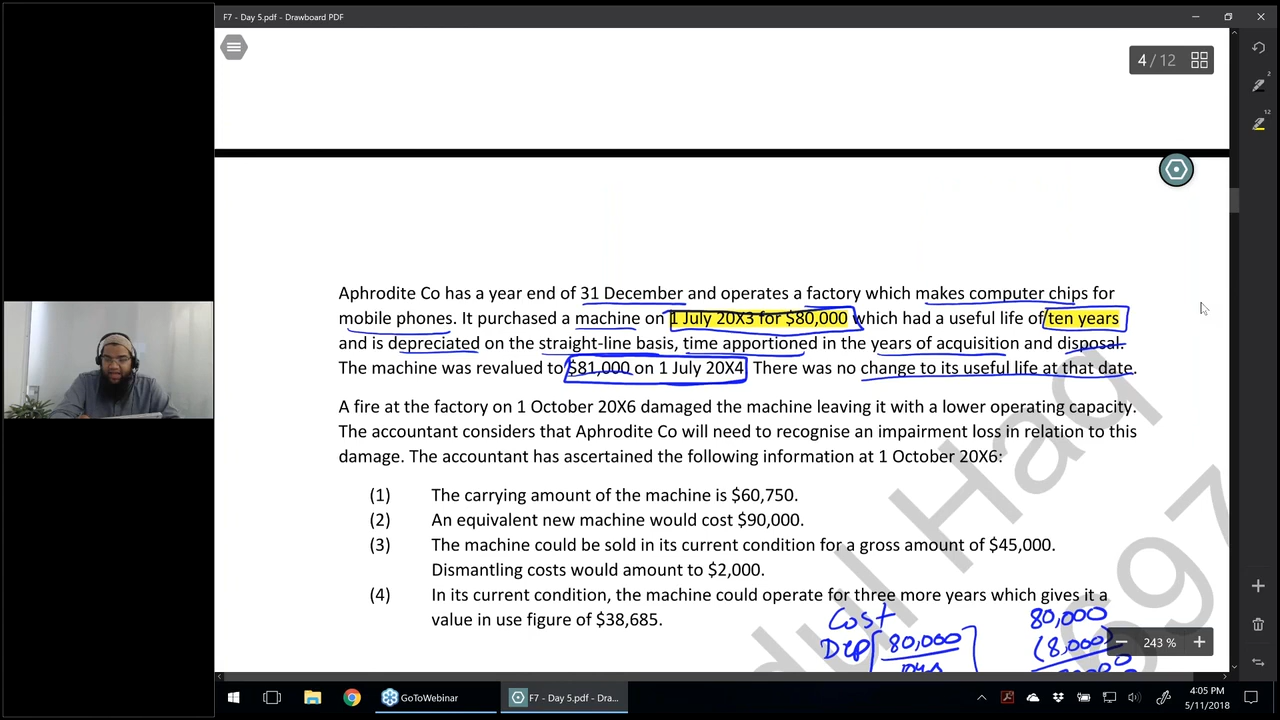 F7 - Day 5.pdf - Drawboard PDF
4 / 12
2
12
Aphrodite Co has a year end of 31 December and operates a factory which makes computer chips for
mobile phones. It purchased a machine on 1 July 20X3 for $80,000 which had a useful life of ten years
and is depreciated on the straight-line basis, time apportioned in the years of acquisition and disposal.
The machine was revalued to $81,000 on 1 July 20X4. There was no change to its useful life at that date.
A fire at the factory on 1 October 20X6 damaged the machine leaving it with a lower operating capacity.
The accountant considers that Aphrodite Co will need to recognise an impairment loss in relation to this
damage. The accountant has ascertained the following information at 1 October 20X6:
(1) The carrying amount of the machine is $60,750.
(2) An equivalent new machine would cost $90,000.
(3) The machine could be sold in its current condition for a gross amount of $45,000.
Dismantling costs would amount to $2,000.
(4) In its current condition, the machine could operate for three more years which gives it a
value in use figure of $38,685.
Cost 80,000
Dep [80,000 (8,000)
243 %
GoToWebinar
F7 - Day 5.pdf - Dra...
4:05 PM
5/11/2018